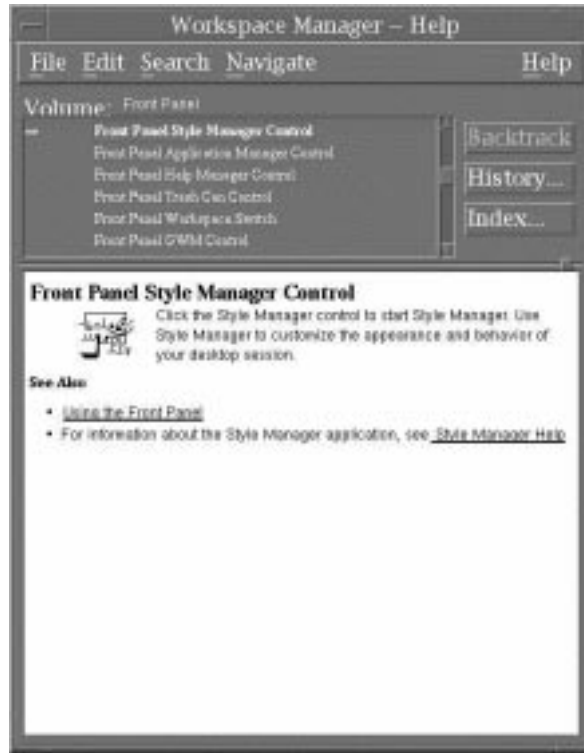 Workspace Manager – Help
File Edit Search Navigate Help
Volume: Front Panel
Front Panel Style Manager Control
Front Panel Application Manager Control
Front Panel Help Manager Control
Front Panel Trash Can Control
Front Panel Workspace Switch
Front Panel GWM Control
Backtrack
History...
Index...
Front Panel Style Manager Control
Click the Style Manager control to start Style Manager. Use
Style Manager to customize the appearance and behavior of
your desktop session.
See Also
• Using the Front Panel
• For information about the Style Manager application, see Style Manager Help